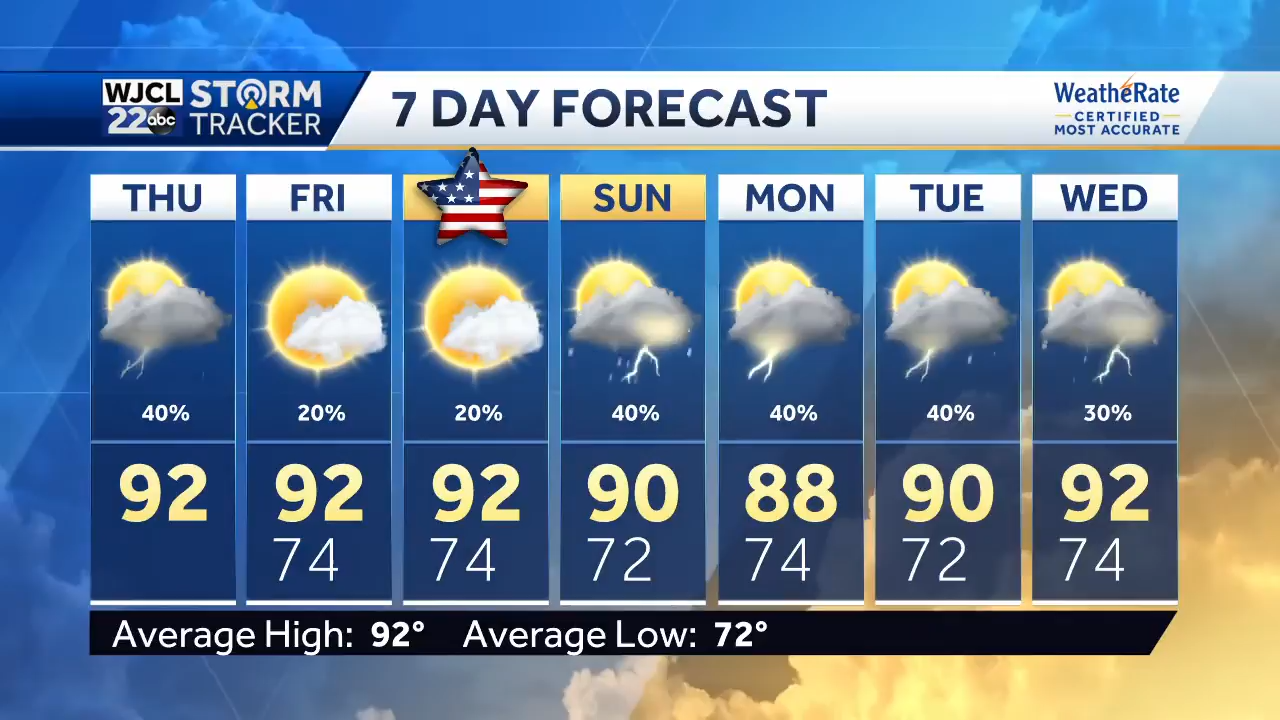 WJCL
22 abc
STORM
TRACKER
7 DAY FORECAST
WeatheRate
CERTIFIED
MOST ACCURATE
THU FRI SUN MON TUE WED
40% 20% 20% 40% 40% 40% 30%
92 92 92 90 88 90 92
74 74 72 74 72 74
Average High: 92° Average Low: 72°